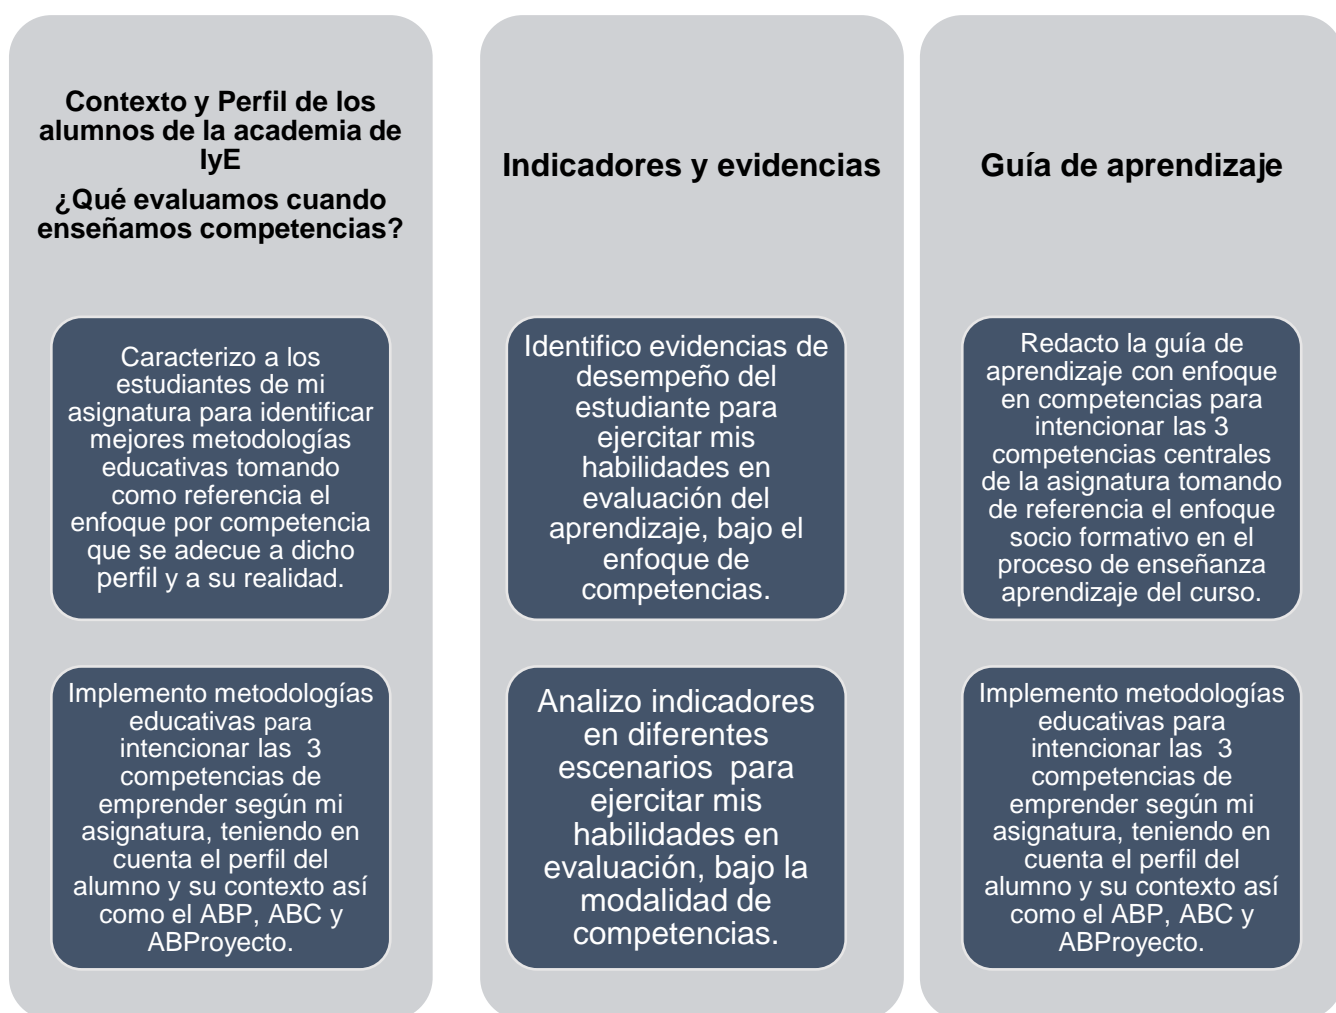 Contexto y Perfil de los
alumnos de la academia de
IyE
¿Qué evaluamos cuando
enseñamos competencias?
Caracterizo a los
estudiantes de mi
asignatura para identificar
mejores metodologías
educativas tomando
como referencia el
enfoque por competencia
que se adecue a dicho
perfil y a su realidad.
Implemento metodologías
educativas para
intencionar las  3
competencias de
emprender según mi
asignatura, teniendo en
cuenta el perfil del
alumno y su contexto así
como el ABP, ABC y
ABProyecto.
Indicadores y evidencias
Identifico evidencias de
desempeño del
estudiante para
ejercitar mis
habilidades en
evaluación del
aprendizaje, bajo el
enfoque de
competencias.
Analizo indicadores
en diferentes
escenarios  para
ejercitar mis
habilidades en
evaluación, bajo la
modalidad de
competencias.
Guía de aprendizaje
Redacto la guía de
aprendizaje con enfoque
en competencias para
intencionar las 3
competencias centrales
de la asignatura tomando
de referencia el enfoque
socio formativo en el
proceso de enseñanza
aprendizaje del curso.
Implemento metodologías
educativas para
intencionar las  3
competencias de
emprender según mi
asignatura, teniendo en
cuenta el perfil del
alumno y su contexto así
como el ABP, ABC y
ABProyecto.